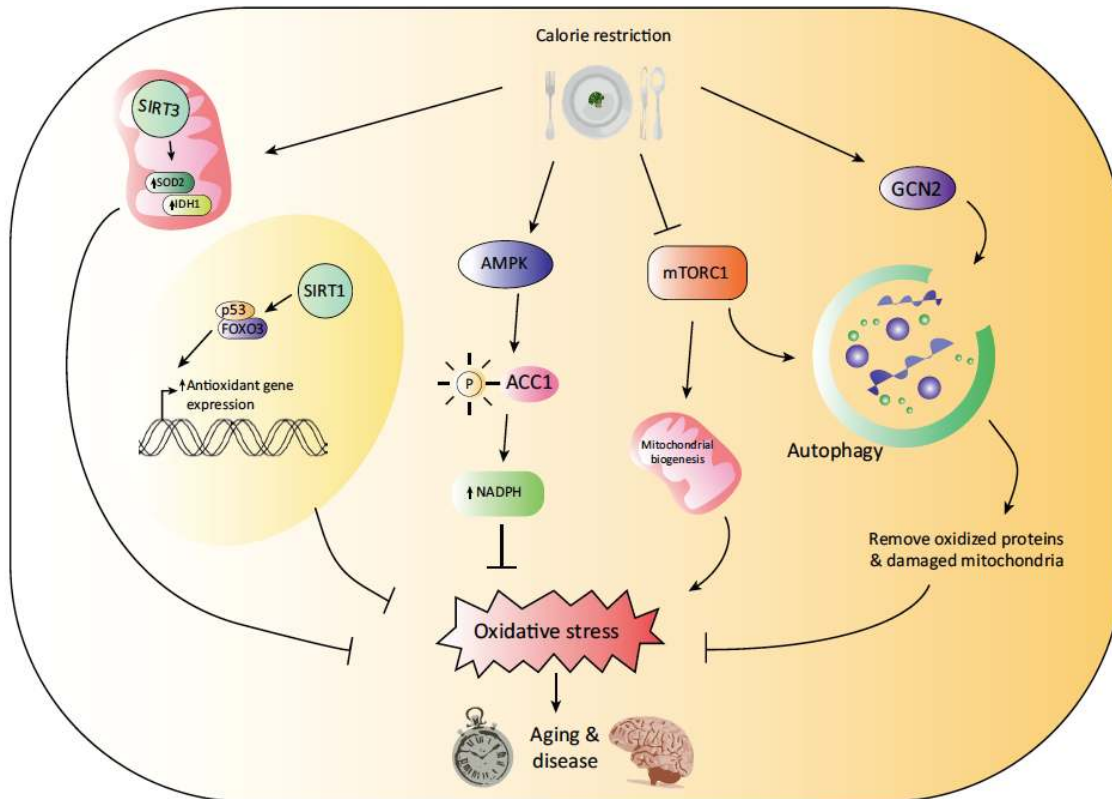 Calorie restriction
SIRT3
↑SOD2
↑IDH1
GCN2
AMPK
mTORC1
SIRT1
p53
FOXO3
↑Antioxidant gene
expression
P
ACC1
Mitochondrial
biogenesis
Autophagy
↑NADPH
Remove oxidized proteins
& damaged mitochondria
Oxidative stress
Aging &
disease